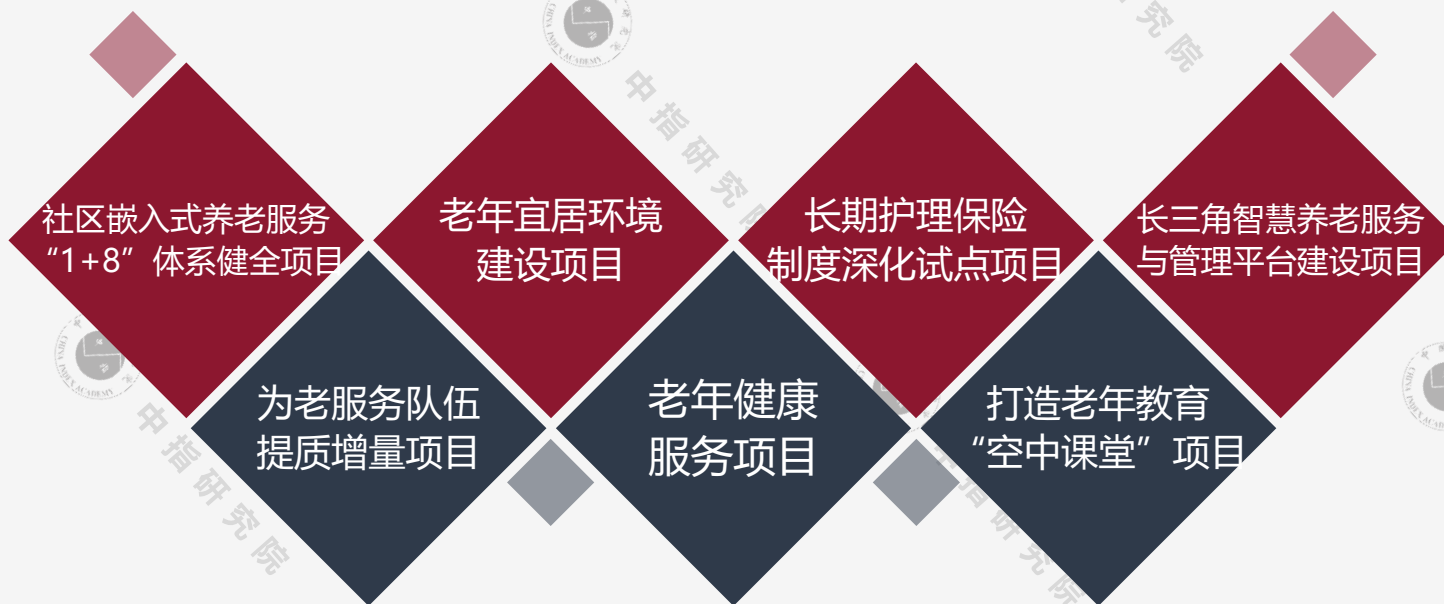 社区嵌入式养老服务
“1+8”体系健全项目
老年宜居环境
建设项目
长期护理保险
制度深化试点项目
长三角智慧养老服务
与管理平台建设项目
为老服务队伍
提质增量项目
老年健康
服务项目
打造老年教育
“空中课堂”项目
中指研究院
中指研究院
中指研究院
CHINA INDEX ACADEMY